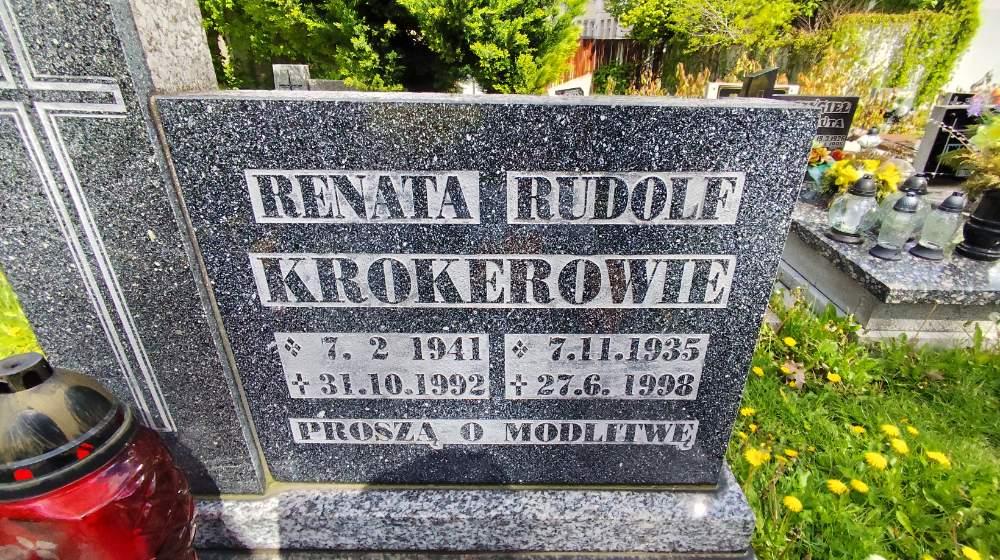 RENATA RUDOLF
KROKEROWIE
7. 2 1941 7.11.1935
31.10.1992 27.6. 1998
PROSZĄ O MODLITWĘ